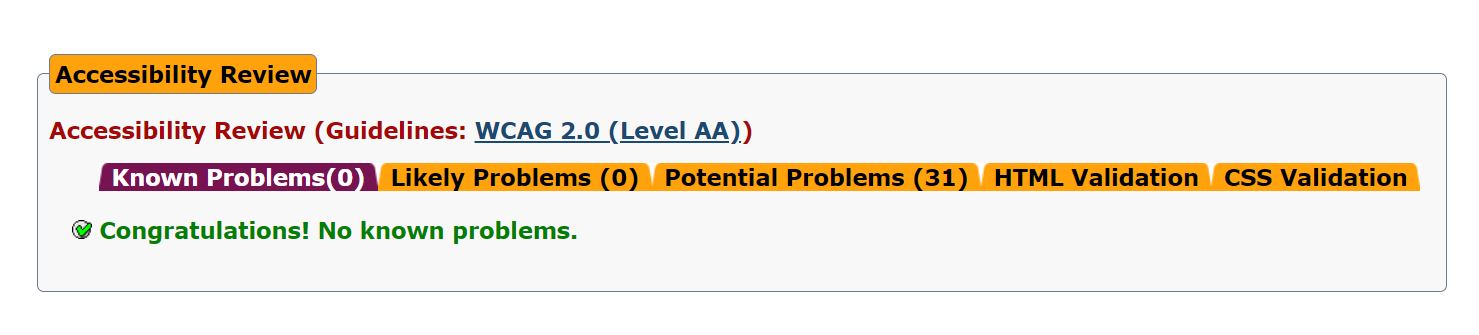 Accessibility Review
Accessibility Review (Guidelines: WCAG 2.0 (Level AA))
Known Problems(0) Likely Problems (0) Potential Problems (31) HTML Validation CSS Validation
Congratulations! No known problems.